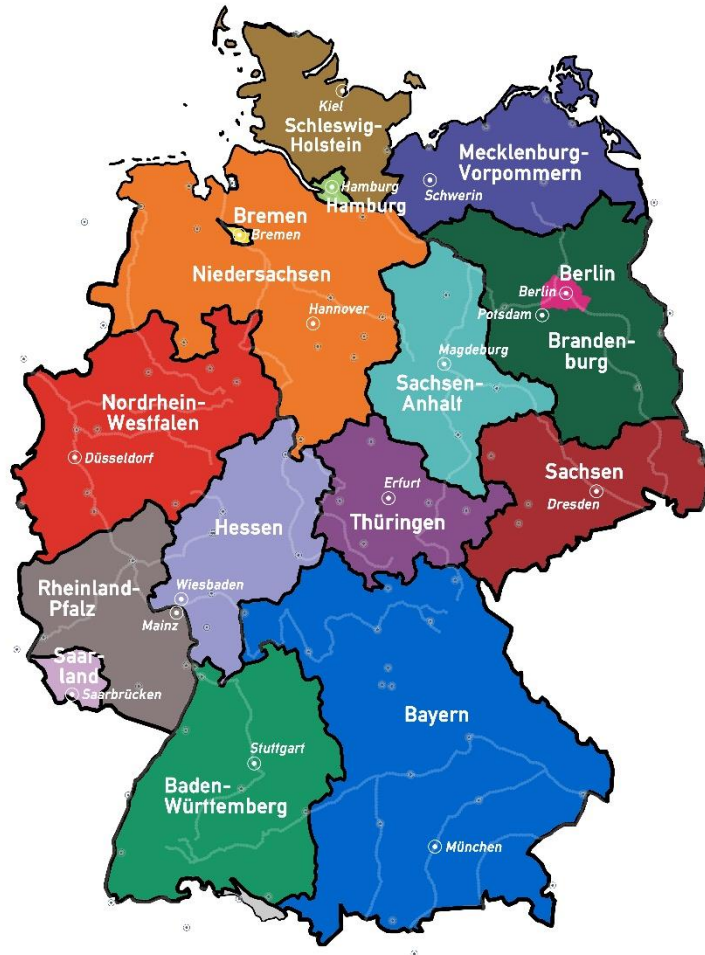 Kiel
Schleswig-
Holstein
Mecklenburg-
Vorpommern
Schwerin
Hamburg
Hamburg
Bremen
Bremen
Niedersachsen
Hannover
Berlin
Berlin
Potsdam
Branden-
burg
Magdeburg
Sachsen-
Anhalt
Nordrhein-
Westfalen
Düsseldorf
Sachsen
Dresden
Erfurt
Thüringen
Hessen
Wiesbaden
Mainz
Rheinland-
Pfalz
Saar-
land
Saarbrücken
Bayern
Stuttgart
Baden-
Württemberg
München